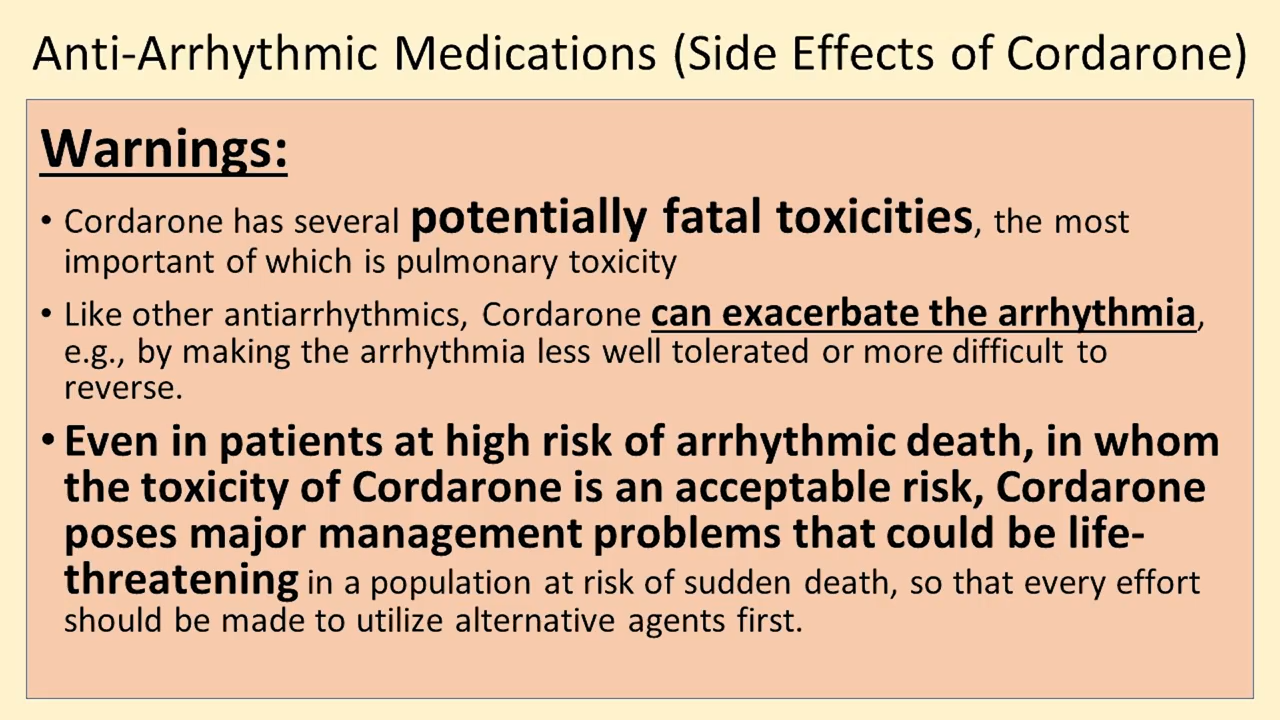 Anti-Arrhythmic Medications (Side Effects of Cordarone)
Warnings:
• Cordarone has several potentially fatal toxicities, the most
important of which is pulmonary toxicity
• Like other antiarrhythmics, Cordarone can exacerbate the arrhythmia,
e.g., by making the arrhythmia less well tolerated or more difficult to
reverse.
• Even in patients at high risk of arrhythmic death, in whom
the toxicity of Cordarone is an acceptable risk, Cordarone
poses major management problems that could be life-
threatening in a population at risk of sudden death, so that every effort
should be made to utilize alternative agents first.